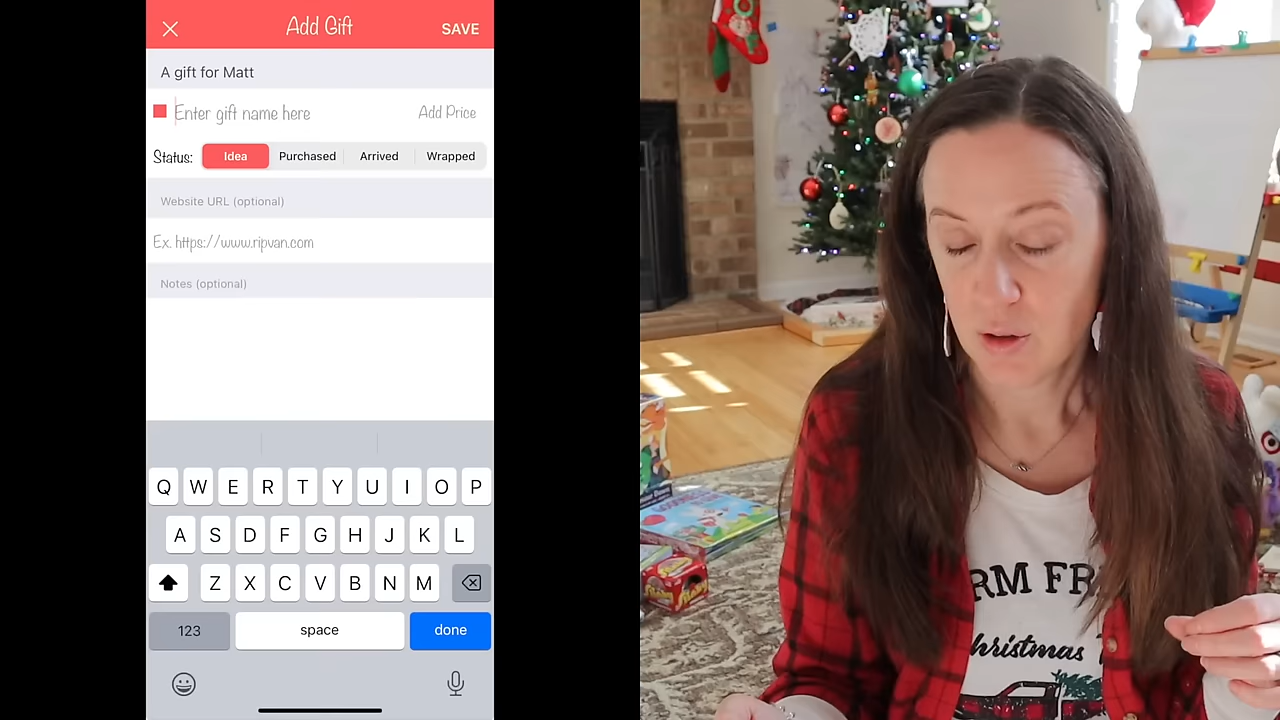 Add Gift
SAVE
A gift for Matt
Enter gift name here
Add Price
Status:
Idea
Purchased
Arrived
Wrapped
Website URL (optional)
Ex. https://www.ripvan.com
Notes (optional)
Q W E R T Y U I O P
A S D F G H J K L
Z X C V B N M
123
space
done
RM FR
hristmas